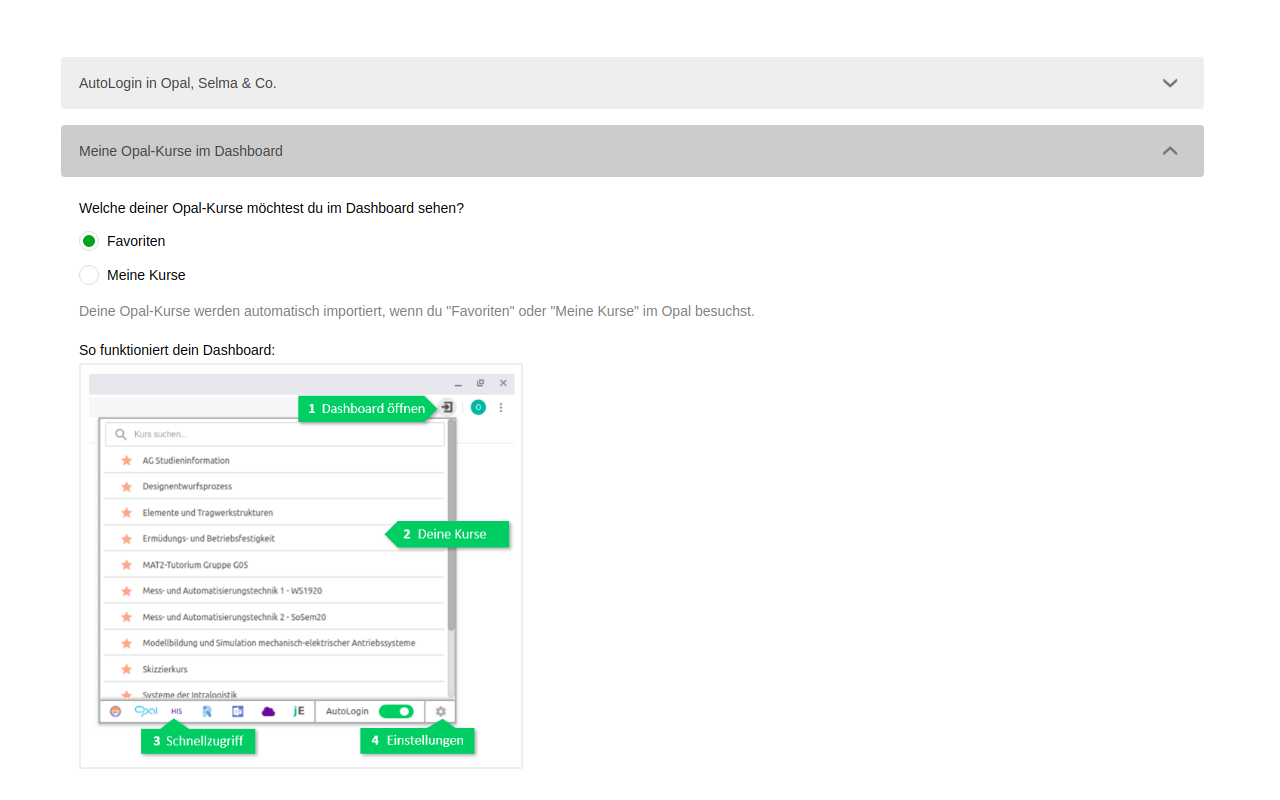 AutoLogin in Opal, Selma & Co.
Meine Opal-Kurse im Dashboard
Welche deiner Opal-Kurse möchtest du im Dashboard sehen?
Favoriten
Meine Kurse
Deine Opal-Kurse werden automatisch importiert, wenn du "Favoriten" oder "Meine Kurse" im Opal besuchst.
So funktioniert dein Dashboard:
1 Dashboard öffnen
O
Kurs suchen...
AG Studieninformation
Designentwurfsprozess
Elemente und Tragwerkstrukturen
Ermüdungs- und Betriebsfestigkeit
2 Deine Kurse
MAT2-Tutorium Gruppe G05
Mess- und Automatisierungstechnik 1 - WS1920
Mess- und Automatisierungstechnik 2 - SoSem20
Modellbildung und Simulation mechanisch-elektrischer Antriebssysteme
Skizzierkurs
Systeme der Intralogistik
Opal HIS jE AutoLogin
3 Schnellzugriff
4 Einstellungen